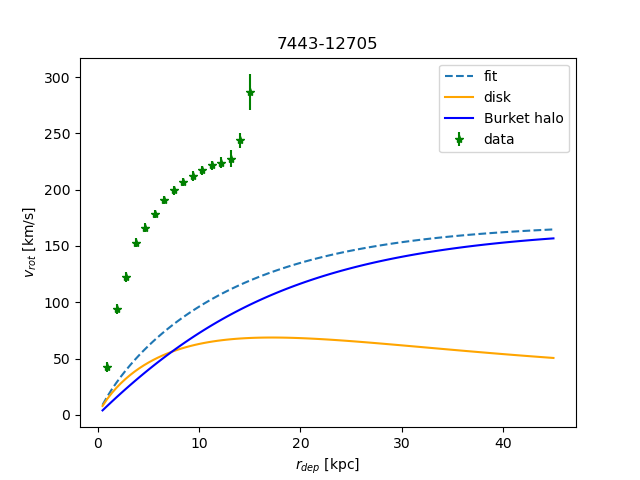 7443-12705
fit
disk
Burket halo
data
300
250
200
150
100
50
0
v_rot [km/s]
0 10 20 30 40
r_dep [kpc]